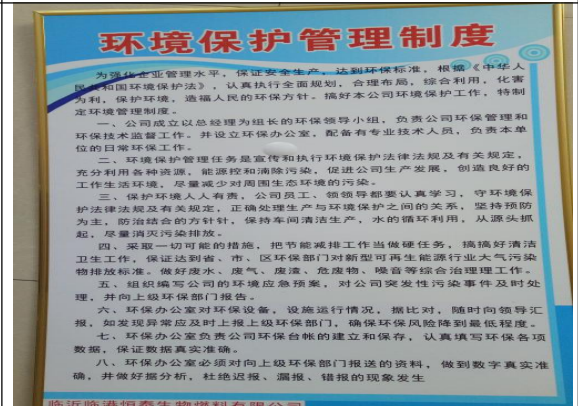 环境保护管理制度
为强化企业管理水平，保证安全生产，达到环保标准，根据《中华人
民共和国环境保护法》，认真执行全面规划，合理布局，综合利用，化害
为利，保护环境，造福人民的环保方针。搞好本公司环境保护工作，特制
定环境管理制度。
一、公司成立以总经理为组长的环保领导小组，负责公司环保管理和
环保技术监督工作。并设立环保办公室，配备有专业技术人员，负责本单
位的日常环保工作。
二、环境保护管理任务是宣传和执行环境保护法律法规及有关规定，
充分利用各种资源，能源控和湳除污染，促进公司生产发展，创造良好的
工作生活环境，尽量减少对周围生态环境的污染。
三、保护环境人人有责，公司员工、领领导都要认真学习，守环境保
护法律法规及有关规定，正确处理生产与环境保护之间的关系，坚持预防
为主，防治结合的方针针，保持车间清洁生产，水的循环利用，从源头抓
起，尽量消灭污染排放。
四、采取一切可能的措施，把节能减排工作当做硬任务，搞搞好清洁
卫生工作，保证达到省、市、区环保部门对新型可再生能源行业大气污染
物排放标准。做好废水、废气、废渣、危废物、噪音等综合治理理工作。
五、组织编写公司的环境应急预案，对公司突发性污染事件及时处
理，并向上级环保部门报告。
六、环保办公室对环保设备，设施运行情况，据比对，随时向领导汇
报，如发现异常应及时上报上级环保部门，确保环保风险降到最低程度。
七、环保办公室负责公司环保台帐的建立和保存，认真填写环保各项
数据，保证数据真实准确。
八、环保办公室必须对向上级环保部门报送的资料，做到数字真实准
确，井做好据分析，杜绝迟报、漏报、错报的现象发生
临沂临港恒泰生物燃料有限公司